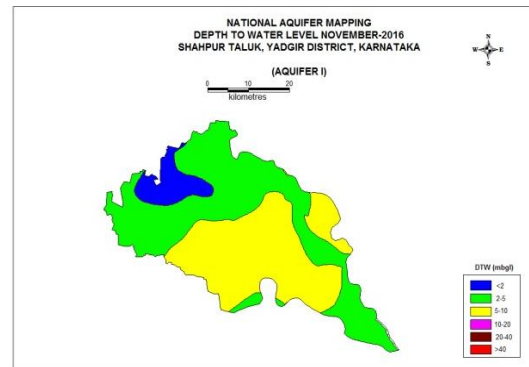 NATIONAL AQUIFER MAPPING
DEPTH TO WATER LEVEL NOVEMBER-2016
SHAHPUR TALUK, YADGIR DISTRICT, KARNATAKA
(AQUIFER I)
N
W E
S
0 10 20
kilometres
DTW (mbgl)
<2
2-5
5-10
10-20
20-40
>40